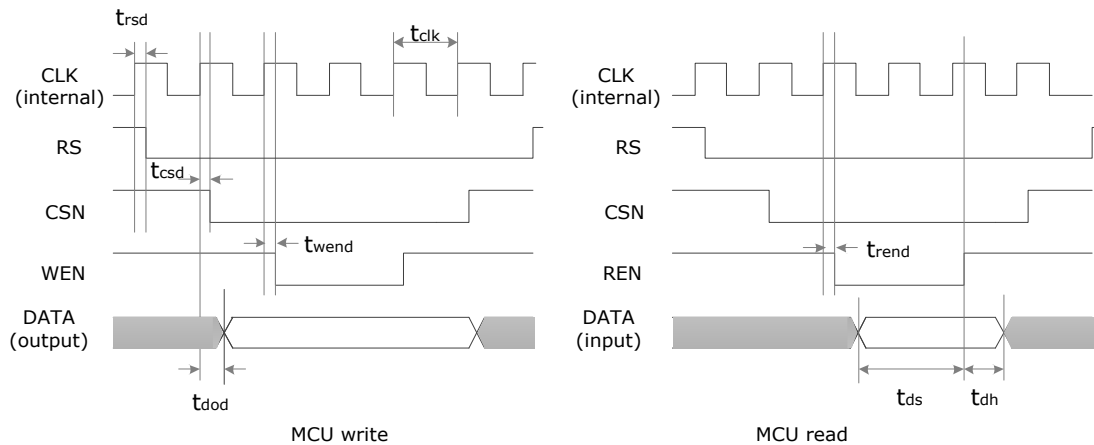 trsd
tclk
CLK
(internal)
RS
tcsd
CSN
twend
WEN
DATA
(output)
tdod
MCU write
CLK
(internal)
RS
CSN
trend
REN
DATA
(input)
tds
tdh
MCU read